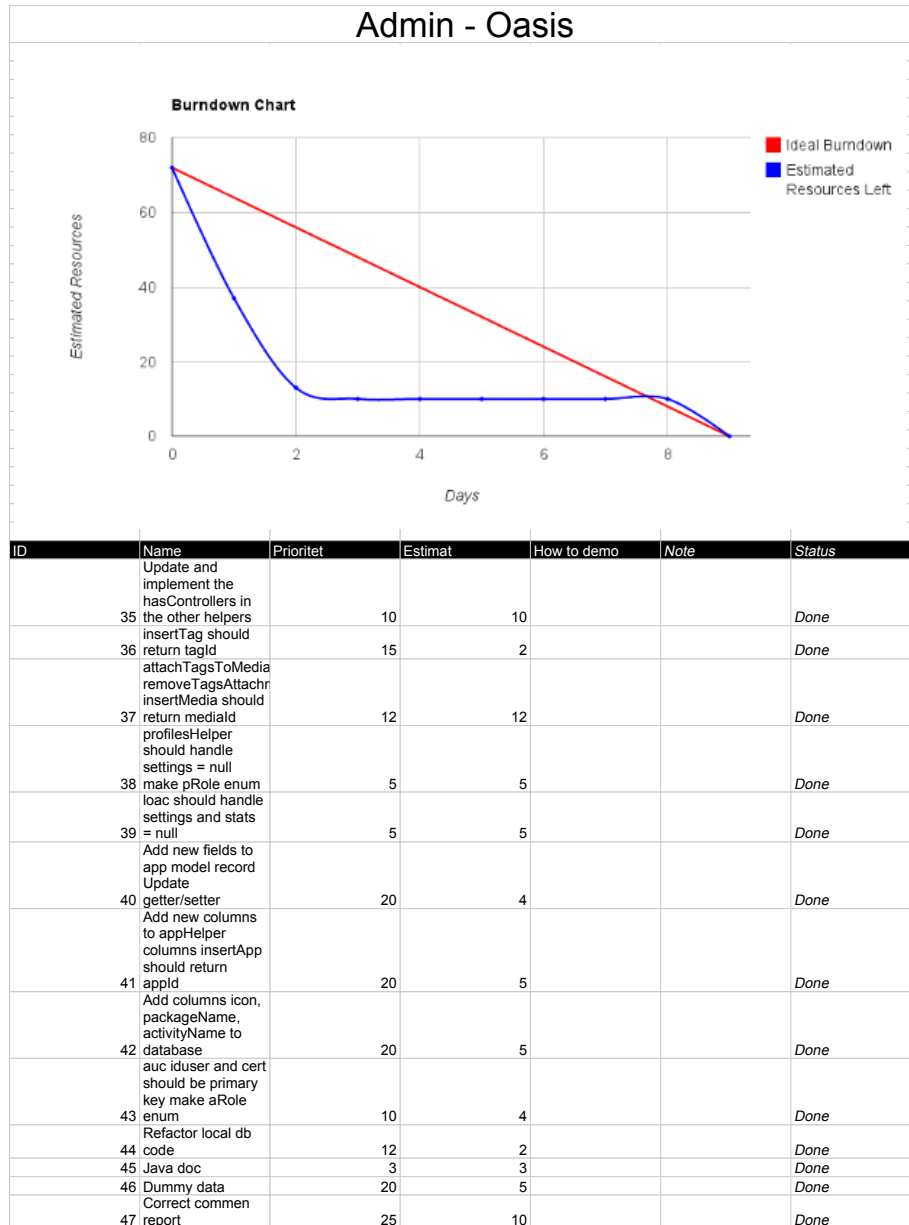 Admin - Oasis
Burndown Chart
80
60
40
20
0
0
2
4
6
8
Estimated Resources
Days
Ideal Burndown
Estimated
Resources Left
ID Name Prioritet Estimat How to demo Note Status
Update and
implement the
hasControllers in
35 the other helpers 10 10 Done
insertTag should
36 return tagId 15 2 Done
attachTagsToMedia
removeTagsAttachr
insertMedia should
37 return mediaId 12 12 Done
profilesHelper
should handle
settings = null
38 make pRole enum 5 5 Done
loac should handle
settings and stats
39 = null 5 5 Done
Add new fields to
app model record
Update
40 getter/setter 20 4 Done
Add new columns
to appHelper
columns insertApp
should return
41 appId 20 5 Done
Add columns icon,
packageName,
activityName to
42 database 20 5 Done
auc iduser and cert
should be primary
key make aRole
43 enum 10 4 Done
Refactor local db
44 code 12 2 Done
45 Java doc 3 3 Done
46 Dummy data 20 5 Done
Correct commen
47 report 25 10 Done